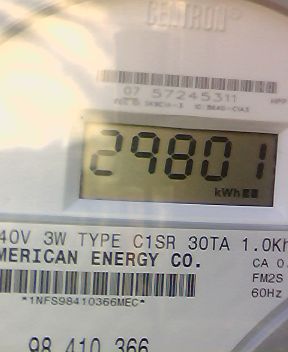 CENTRON®
07 57245311
29801
kWh
40V 3W TYPE C1SR 30TA 1.0Kh
MERICAN ENERGY CO.
CA 0.
FM2S
*1NFS98410366MEC*
60Hz
98 410 366